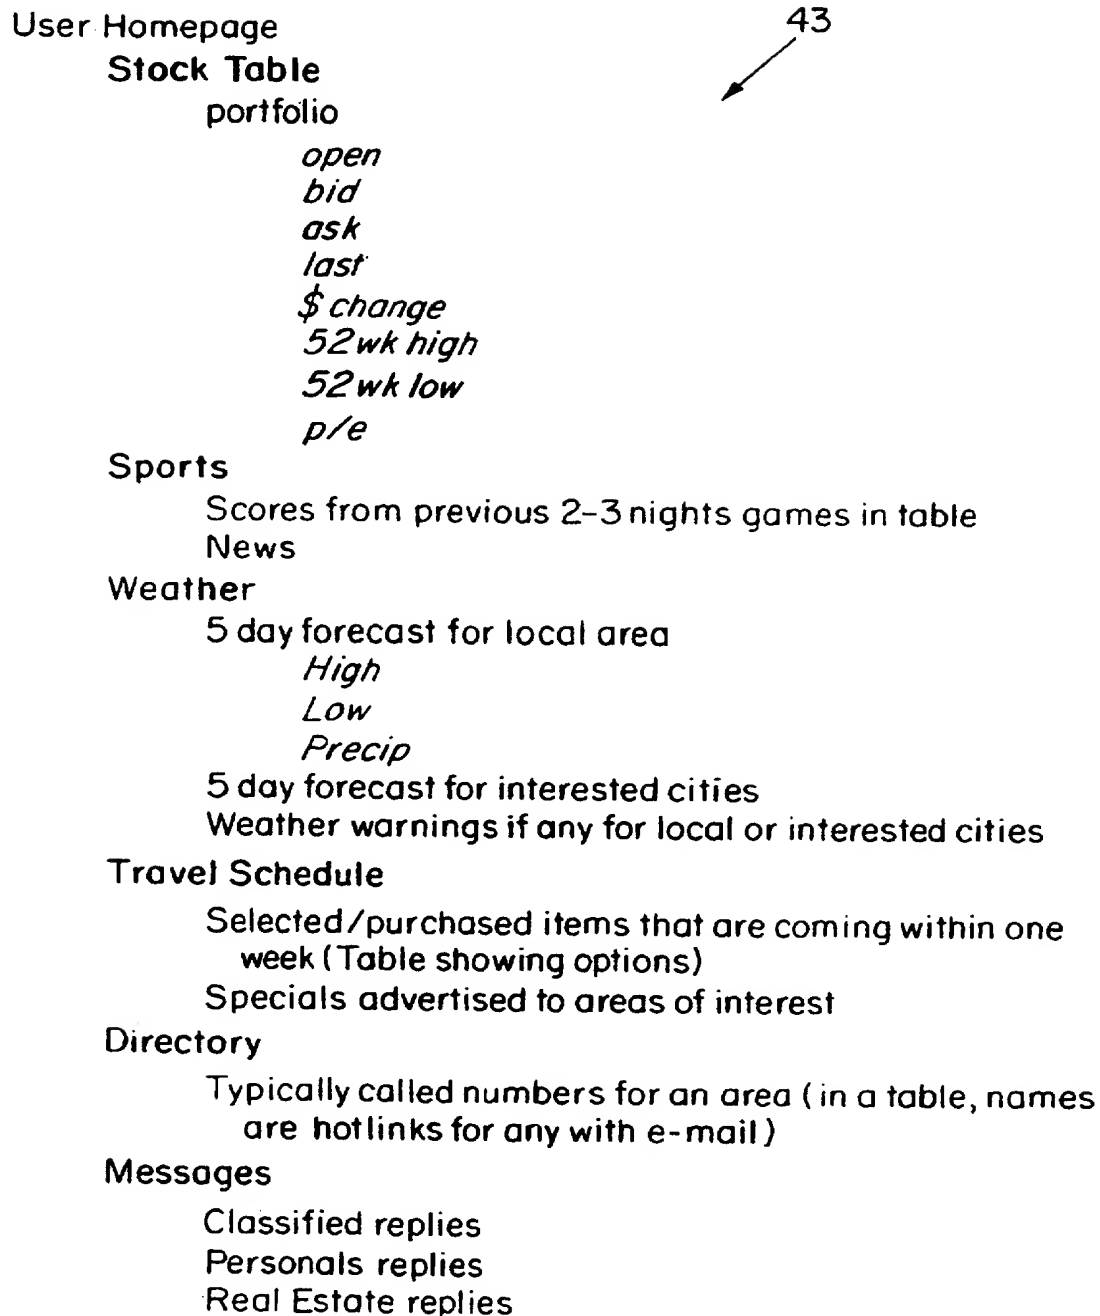 User Homepage
43
Stock Table
portfolio
open
bid
ask
last
$ change
52 wk high
52 wk low
p/e
Sports
Scores from previous 2-3 nights games in table
News
Weather
5 day forecast for local area
High
Low
Precip
5 day forecast for interested cities
Weather warnings if any for local or interested cities
Travel Schedule
Selected/purchased items that are coming within one
week (Table showing options)
Specials advertised to areas of interest
Directory
Typically called numbers for an area (in a table, names
are hotlinks for any with e-mail)
Messages
Classified replies
Personals replies
Real Estate replies